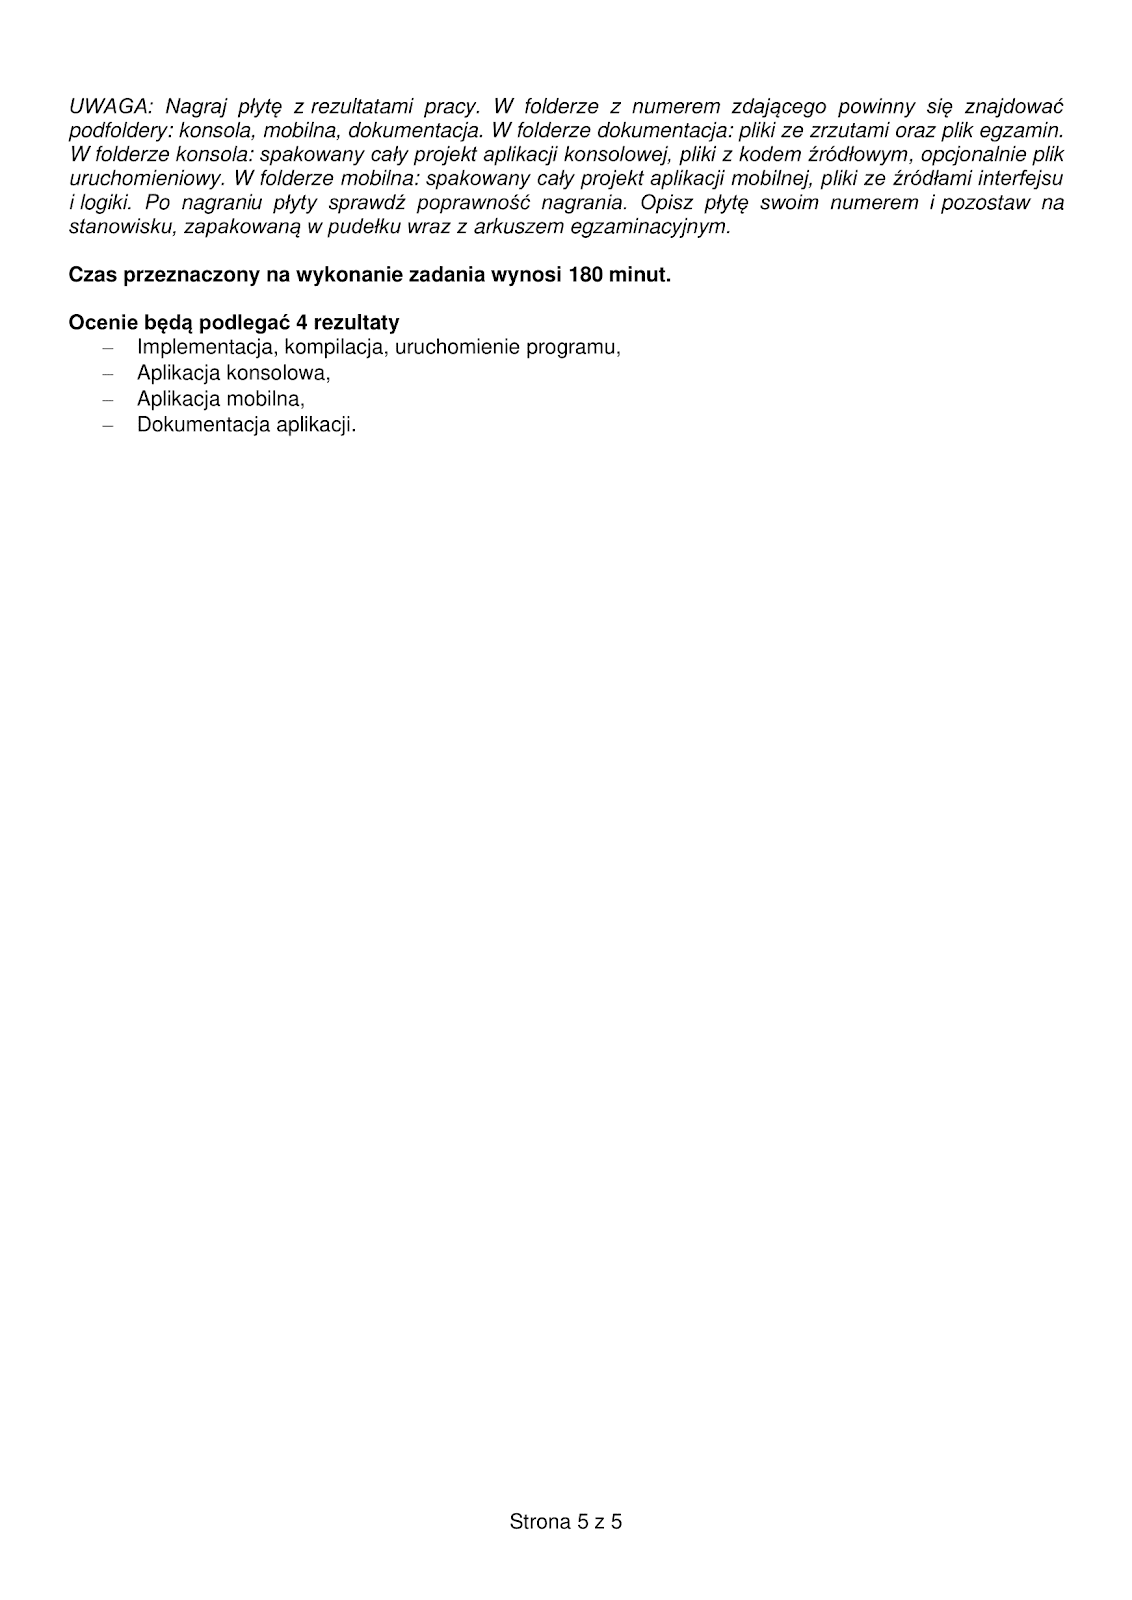 UWAGA: Nagraj płytę z rezultatami pracy. W folderze z numerem zdającego powinny się znajdować
podfoldery: konsola, mobilna, dokumentacja. W folderze dokumentacja: pliki ze zrzutami oraz plik egzamin.
W folderze konsola: spakowany cały projekt aplikacji konsolowej, pliki z kodem źródłowym, opcjonalnie plik
uruchomieniowy. W folderze mobilna: spakowany cały projekt aplikacji mobilnej, pliki ze źródłami interfejsu
i logiki. Po nagraniu płyty sprawdź poprawność nagrania. Opisz płytę swoim numerem i pozostaw na
stanowisku, zapakowaną w pudełku wraz z arkuszem egzaminacyjnym.
Czas przeznaczony na wykonanie zadania wynosi 180 minut.
Ocenie będą podlegać 4 rezultaty
– Implementacja, kompilacja, uruchomienie programu,
– Aplikacja konsolowa,
– Aplikacja mobilna,
– Dokumentacja aplikacji.
Strona 5 z 5